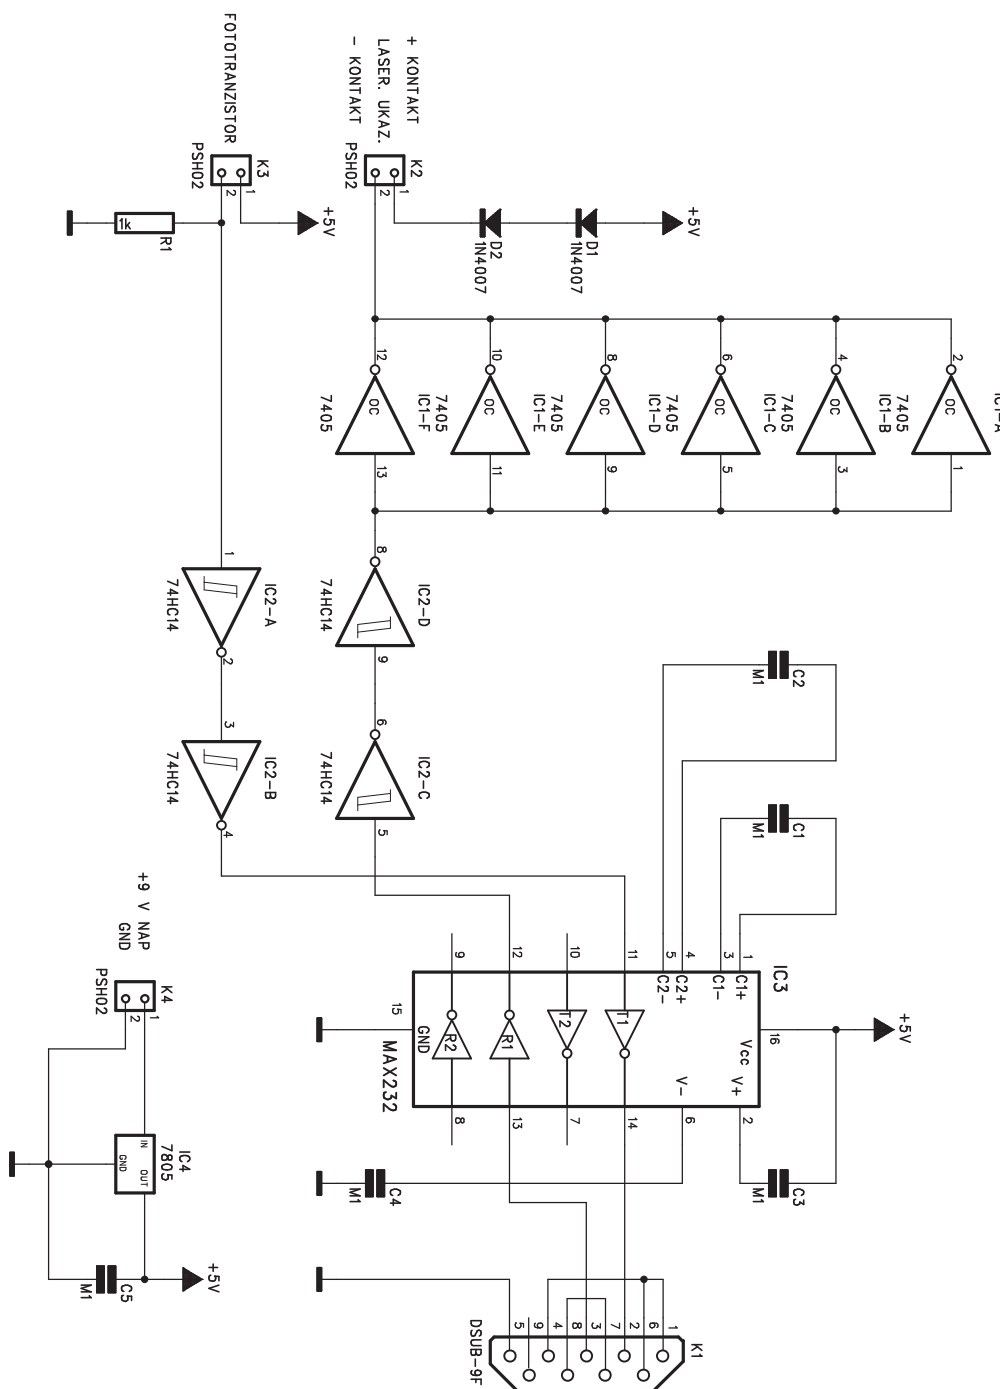 FOTOTRANZISTOR
+ KONTAKT
LASER. UKAZ.
- KONTAKT
K3
PSH02
1
2
K2
PSH02
1
2
+5V
R1
1k
+5V
D1
1N4007
D2
1N4007
2
4
6
8
10
12
OC
OC
OC
OC
OC
OC
IC1-A
7405
IC1-B
7405
IC1-C
7405
IC1-D
7405
IC1-E
7405
IC1-F
7405
1
3
5
9
11
13
1
IC2-A
74HC14
2
8
IC2-D
74HC14
9
3
IC2-B
74HC14
4
6
IC2-C
74HC14
5
C2
M1
C1
M1
+9 V NAP
GND
K4
PSH02
1
2
IC4
7805
IN
OUT
GND
C5
M1
+5V
IC3
MAX232
+5V
1
3
4
5
11
10
12
9
15
16
C1+
C1-
C2+
C2-
T1
T2
R1
R2
GND
Vcc
V+
V-
2
6
14
7
13
8
C3
M1
C4
M1
K1
DSUB-9F
1
6
2
7
3
8
4
9
5